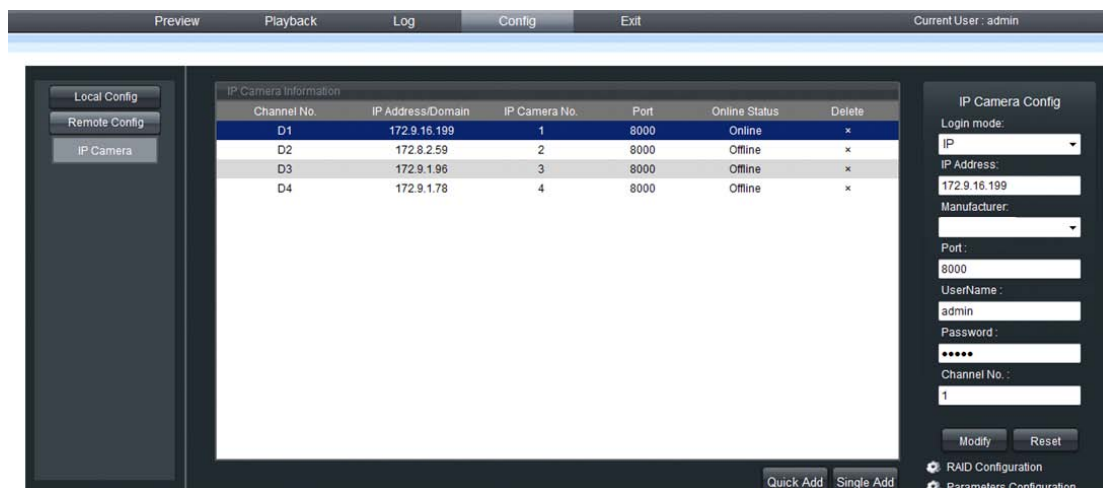 Preview Playback Log Config Exit Current User : admin
Local Config
Remote Config
IP Camera
IP Camera Information
Channel No. IP Address/Domain IP Camera No. Port Online Status Delete
D1 172.9.16.199 1 8000 Online ×
D2 172.8.2.59 2 8000 Offline ×
D3 172.9.1.96 3 8000 Offline ×
D4 172.9.1.78 4 8000 Offline ×
Quick Add Single Add
IP Camera Config
Login mode:
IP
IP Address:
172.9.16.199
Manufacturer:
Port :
8000
UserName :
admin
Password :
•••••
Channel No. :
1
Modify Reset
RAID Configuration
Parameters Configuration